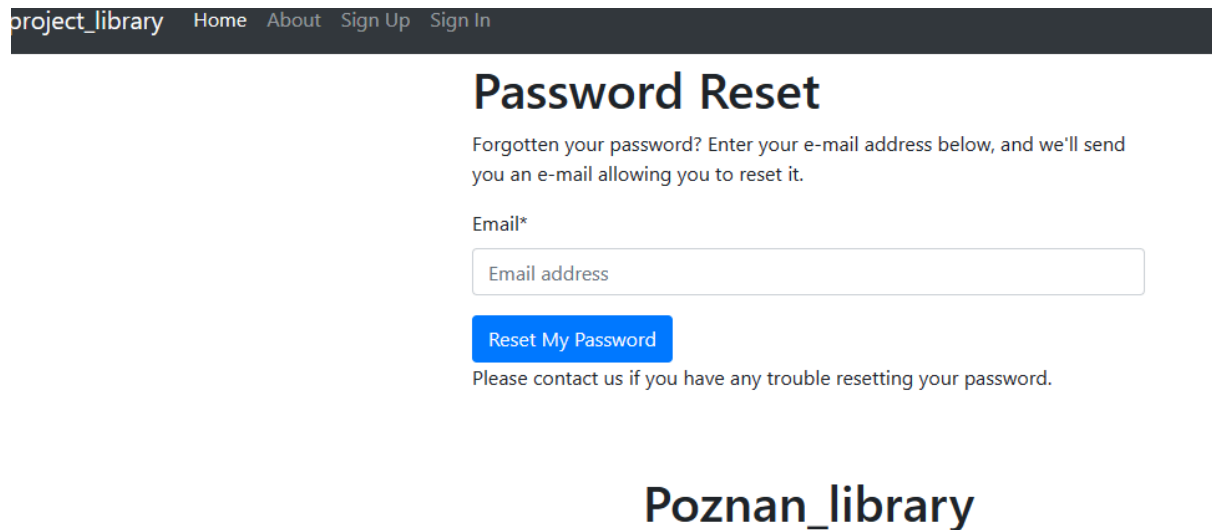 project_library Home About Sign Up Sign In
Password Reset
Forgotten your password? Enter your e-mail address below, and we'll send
you an e-mail allowing you to reset it.
Email*
Email address
Reset My Password
Please contact us if you have any trouble resetting your password.
Poznan_library